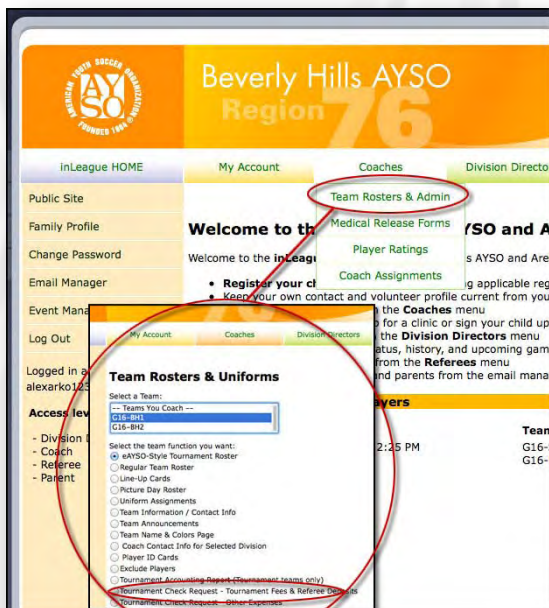 AMERICAN YOUTH SOCCER ORGANIZATION
AYSO
FOUNDED 1964
Beverly Hills AYSO
Region 76
inLeague HOME
My Account
Coaches
Division Directo
Public Site
Family Profile
Change Password
Email Manager
Event Mana
Log Out
Logged in a
alexarko123
Access lev
- Division D
- Coach
- Referee
- Parent
Team Rosters & Admin
Medical Release Forms
Player Ratings
Coach Assignments
Welcome to th
YSO and A
Welcome to the inLeagu
s AYSO and Are
• Register your ch
g applicable reg
• Keep your own contact and volunteer profile current from you
the Coaches menu
for a clinic or sign your child up
the Division Directors menu
atus, history, and upcoming gam
from the Referees menu
nd parents from the email mana
ayers
Team
2:25 PM
G16-
G16-
My Account
Coaches
Division Directors
Team Rosters & Uniforms
Select a Team:
-- Teams You Coach --
G16-BH1
G16-BH2
Select the team function you want:
eAYSO-Style Tournament Roster
Regular Team Roster
Line-Up Cards
Picture Day Roster
Uniform Assignments
Team Information / Contact Info
Team Announcements
Team Name & Colors Page
Coach Contact Info for Selected Division
Player ID Cards
Exclude Players
Tournament Accounting Report (Tournament teams only)
Tournament Check Request - Tournament Fees & Referee Deposits
Tournament Check Request - Other Expenses